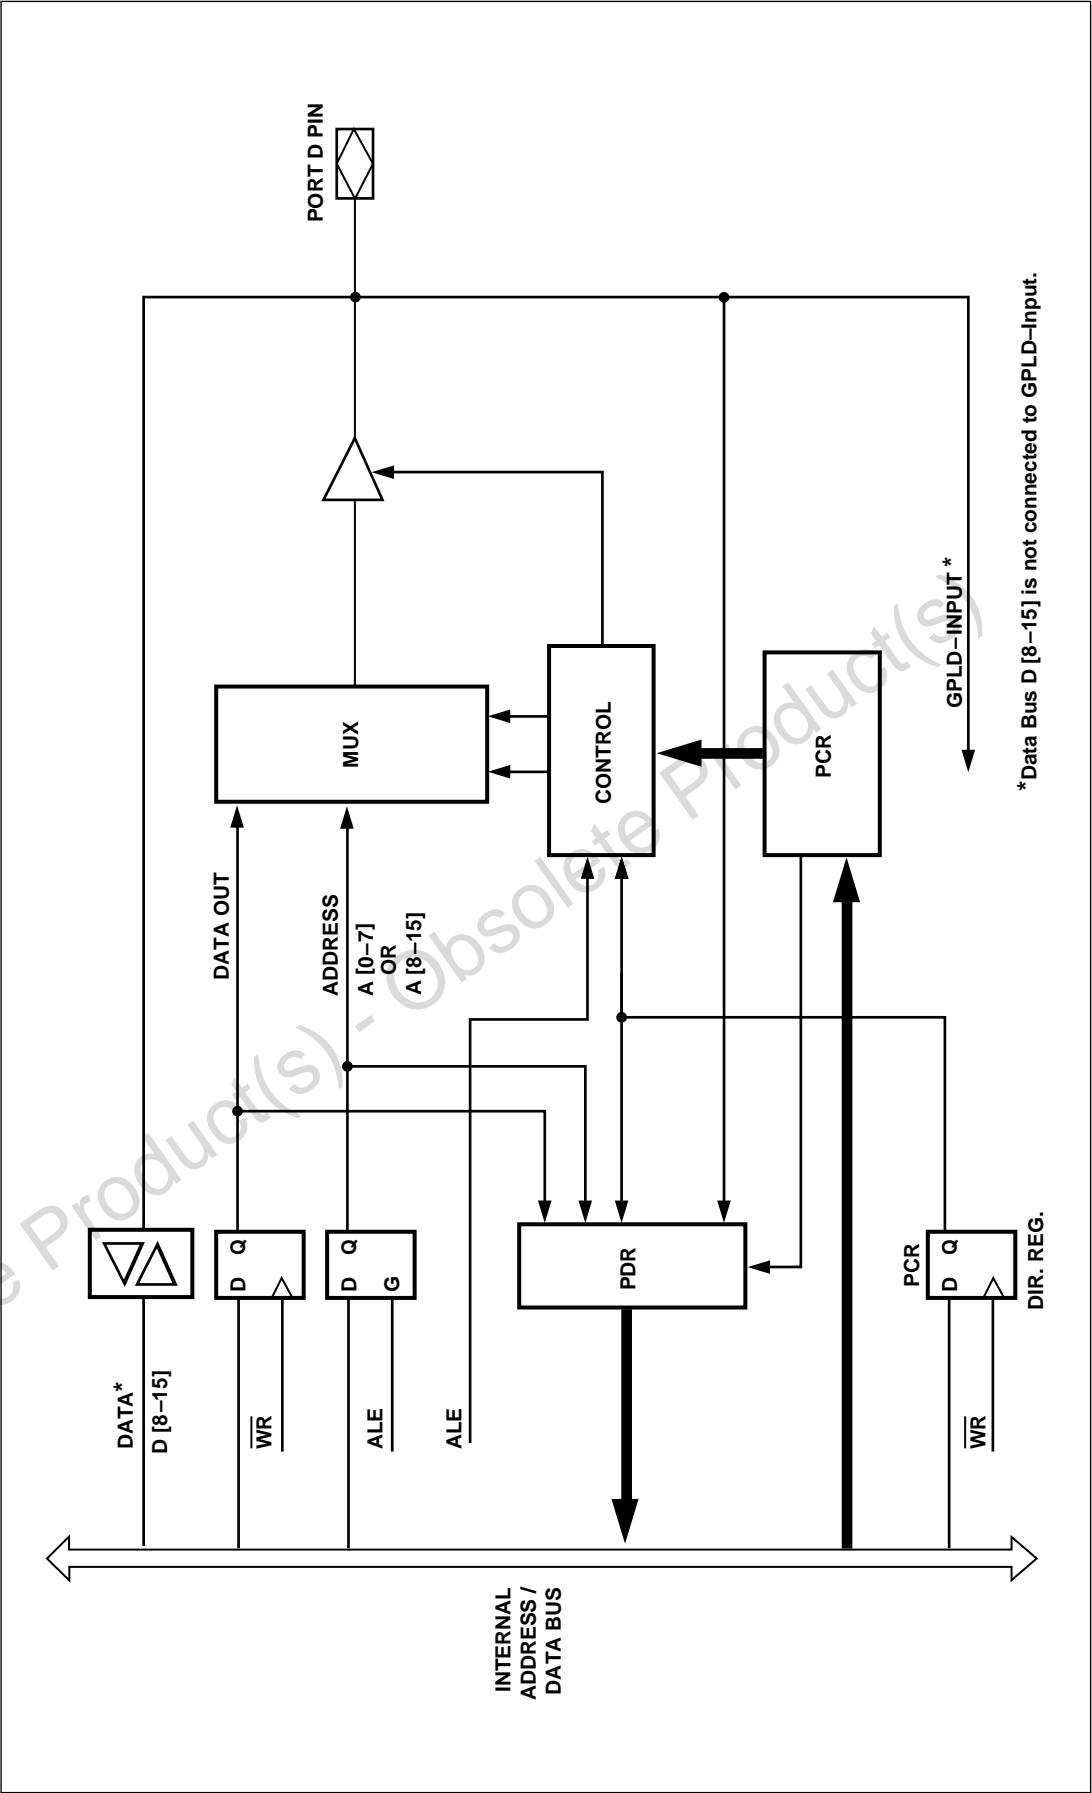 INTERNAL
ADDRESS /
DATA BUS
DATA*
D [8–15]
WR
ALE
ALE
WR
D Q
D Q
G
PDR
PCR
D Q
DIR. REG.
DATA OUT
ADDRESS
A [0–7]
OR
A [8–15]
MUX
CONTROL
PCR
GPLD–INPUT *
PORT D PIN
*Data Bus D [8–15] is not connected to GPLD–Input.
e Product(s) - Obsolete Product(s)